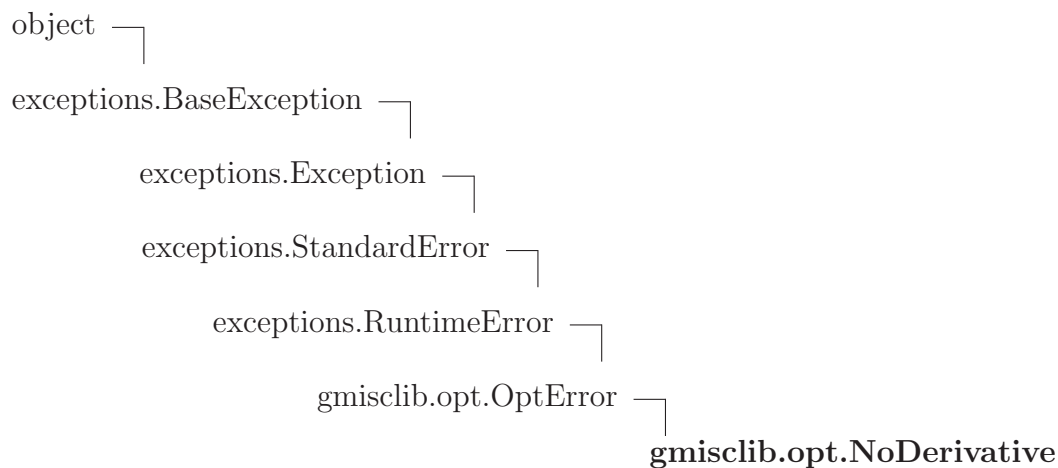 object
exceptions.BaseException
exceptions.Exception
exceptions.StandardError
exceptions.RuntimeError
gmisclib.opt.OptError
gmisclib.opt.NoDerivative